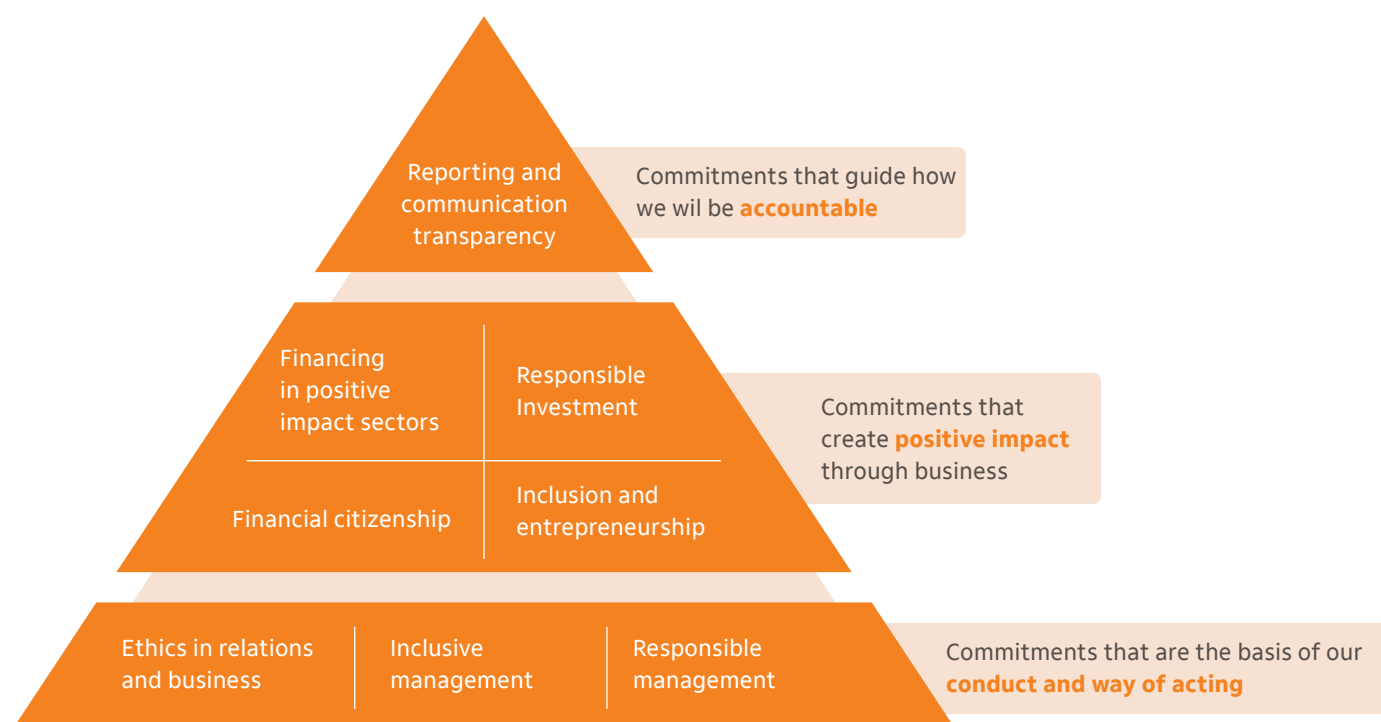 Reporting and
communication
transparency
Commitments that guide how
we wil be accountable
Financing
in positive
impact sectors
Responsible
Investment
Financial citizenship
Inclusion and
entrepreneurship
Commitments that
create positive impact
through business
Ethics in relations
and business
Inclusive
management
Responsible
management
Commitments that are the basis of our
conduct and way of acting